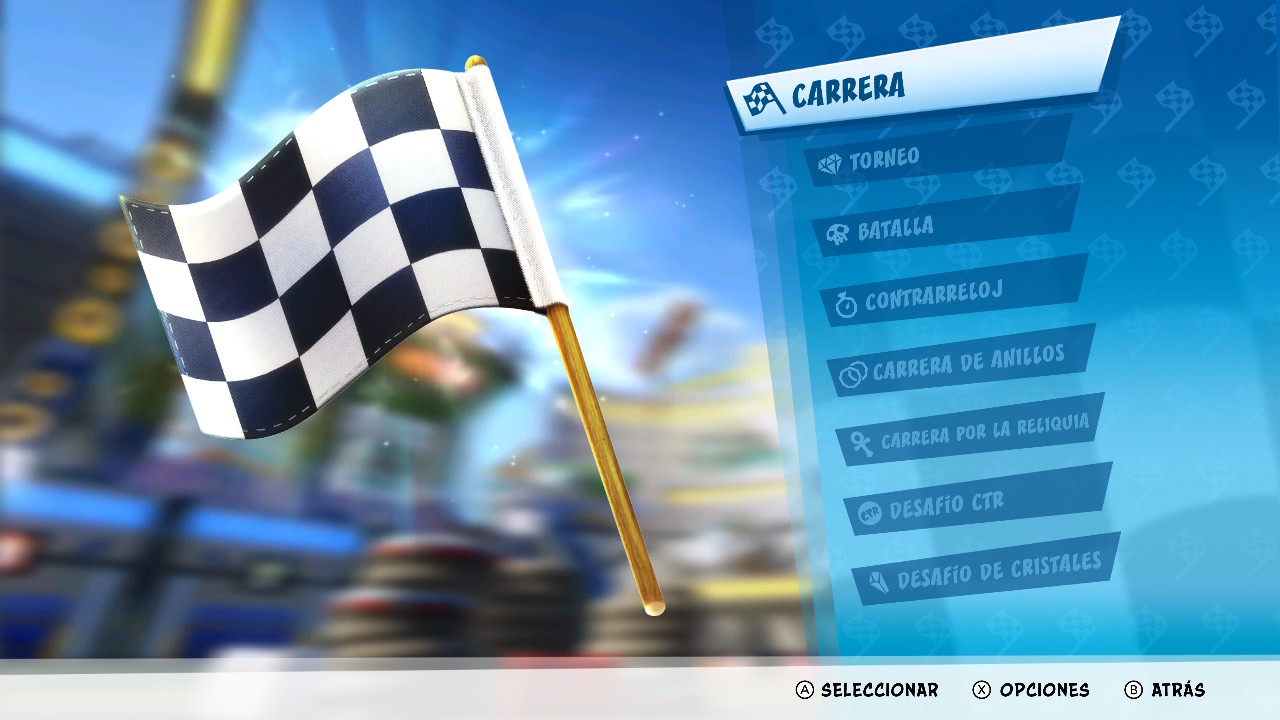 CARRERA
TORNEO
BATALLA
CONTRARRELOJ
CARRERA DE ANILLOS
CARRERA POR LA RELIQUIA
CTR DESAFÍO CTR
DESAFÍO DE CRISTALES
A SELECCIONAR X OPCIONES B ATRÁS